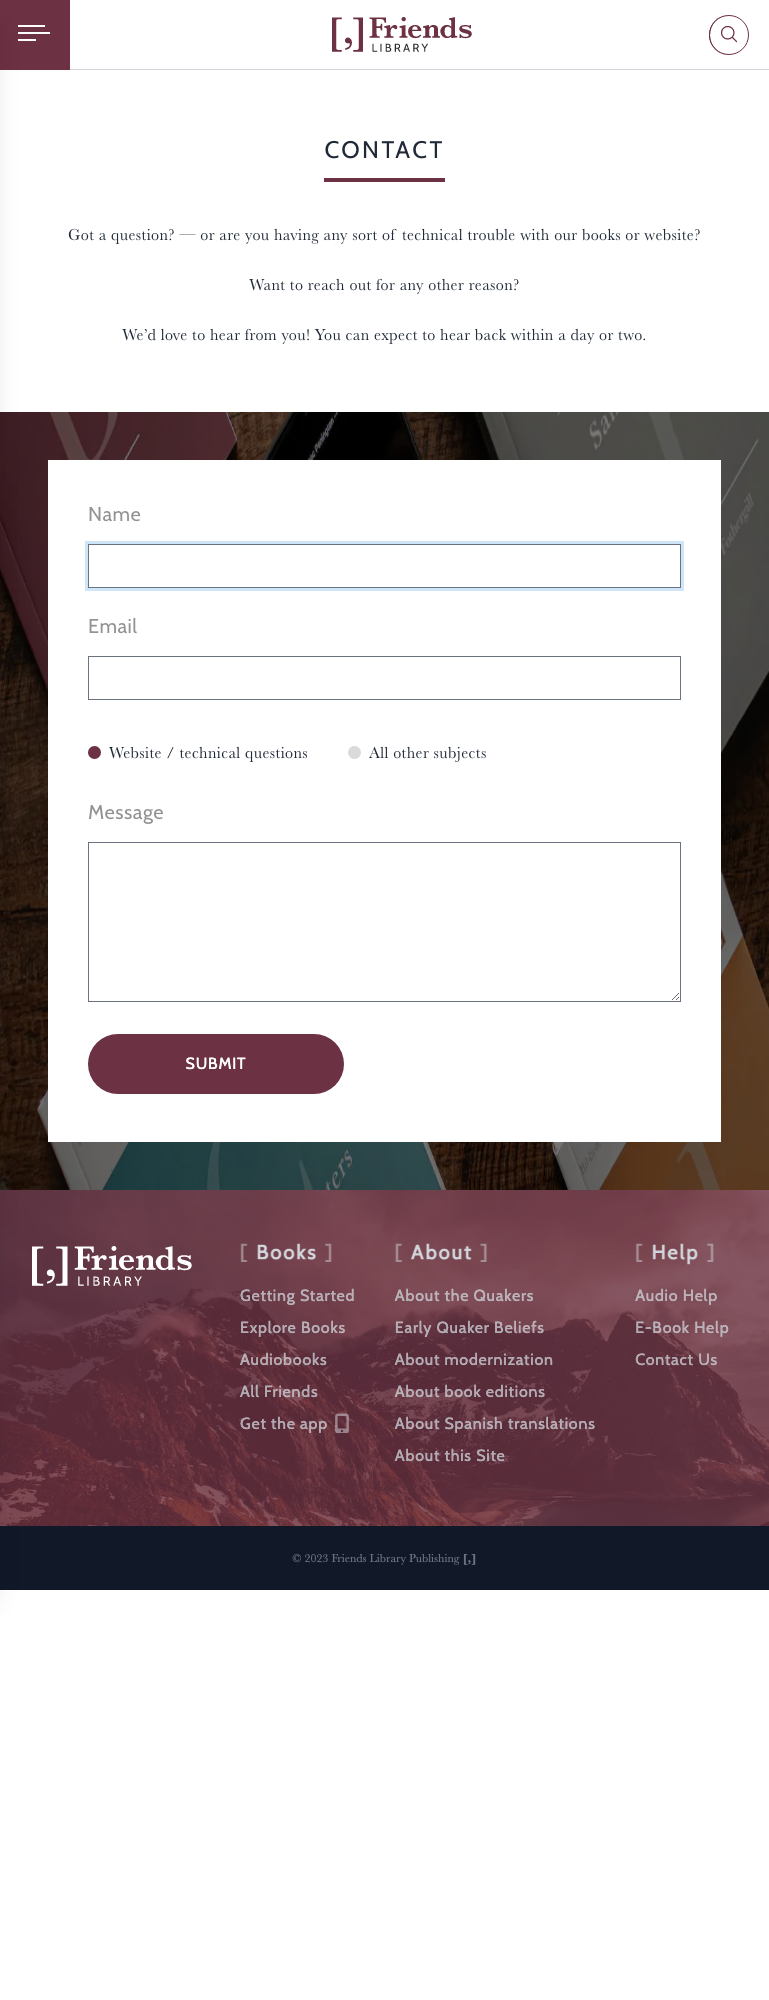 [,] Friends
LIBRARY
CONTACT
Got a question? — or are you having any sort of technical trouble with our books or website?
Want to reach out for any other reason?
We’d love to hear from you! You can expect to hear back within a day or two.
Name
Email
Website / technical questions
All other subjects
Message
SUBMIT
[,] Friends
LIBRARY
[ Books ]
Getting Started
Explore Books
Audiobooks
All Friends
Get the app
[ About ]
About the Quakers
Early Quaker Beliefs
About modernization
About book editions
About Spanish translations
About this Site
[ Help ]
Audio Help
E-Book Help
Contact Us
© 2023 Friends Library Publishing [,]